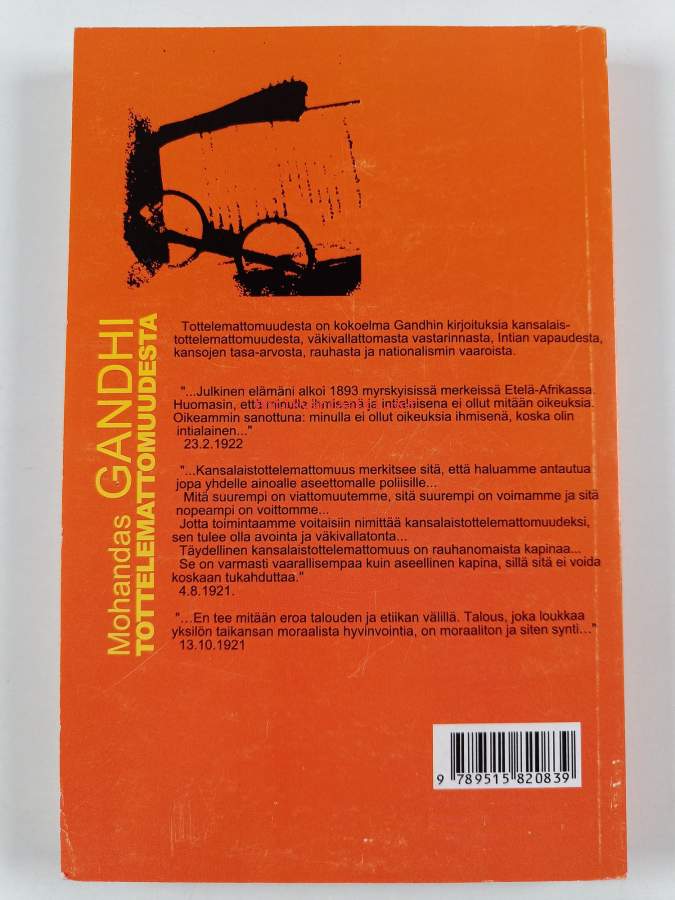 Mohandas GANDHI
TOTTELEMATTOMUUDESTA
Tottelemattomuudesta on kokoelma Gandhin kirjoituksia kansalais-
tottelemattomuudesta, väkivallattomasta vastarinnasta, Intian vapaudesta,
kansojen tasa-arvosta, rauhasta ja nationalismin vaaroista.
"...Julkinen elämäni alkoi 1893 myrskyisissä merkeissä Etelä-Afrikassa.
Huomasin, että minulla ihmisenä ja intialaisena ei ollut mitään oikeuksia.
Oikeammin sanottuna: minulla ei ollut oikeuksia ihmisenä, koska olin
intialainen..."
23.2.1922
"...Kansalaistottelemattomuus merkitsee sitä, että haluamme antautua
jopa yhdelle ainoalle aseettomalle poliisille...
Mitä suurempi on viattomuutemme, sitä suurempi on voimamme ja sitä
nopeampi on voittomme...
Jotta toimintaamme voitaisiin nimittää kansalaistottelemattomuudeksi,
sen tulee olla avointa ja väkivallatonta...
Täydellinen kansalaistottelemattomuus on rauhanomaista kapinaa...
Se on varmasti vaarallisempaa kuin aseellinen kapina, sillä sitä ei voida
koskaan tukahduttaa."
4.8.1921.
"...En tee mitään eroa talouden ja etiikan välillä. Talous, joka loukkaa
yksilön taikansan moraalista hyvinvointia, on moraaliton ja siten synti..."
13.10.1921
9 789515 820839